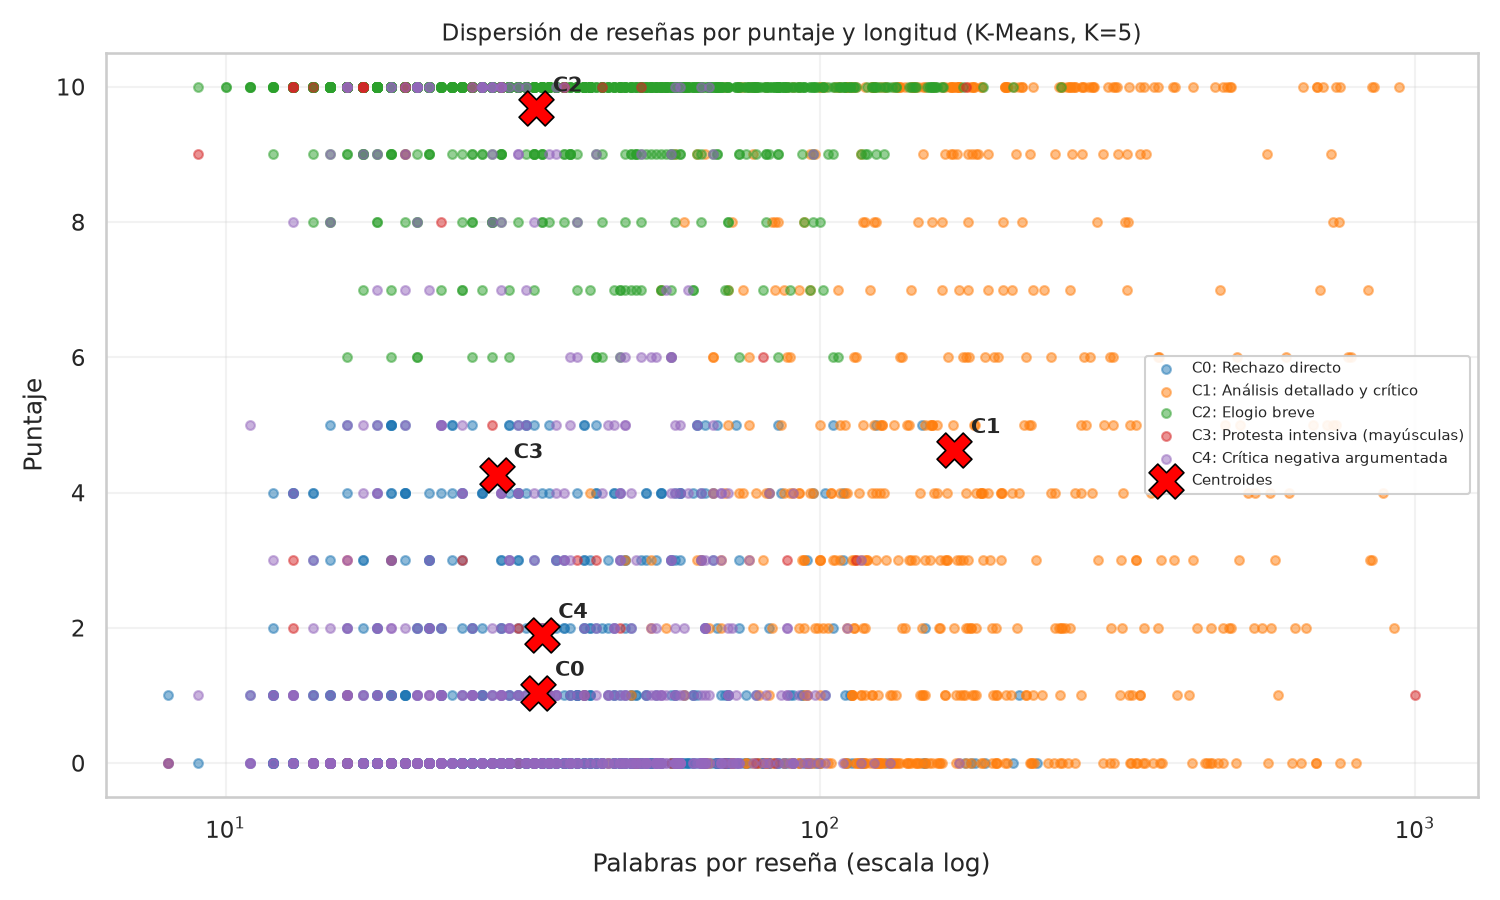 Dispersión de reseñas por puntaje y longitud (K-Means, K=5)
C2
10
8
6
C0: Rechazo directo
C1: Análisis detallado y crítico
C2: Elogio breve
C3: Protesta intensiva (mayúsculas)
C4: Crítica negativa argumentada
Centroides
C1
C3
4
C4
2
C0
0
Puntaje
10¹ 10² 10³
Palabras por reseña (escala log)